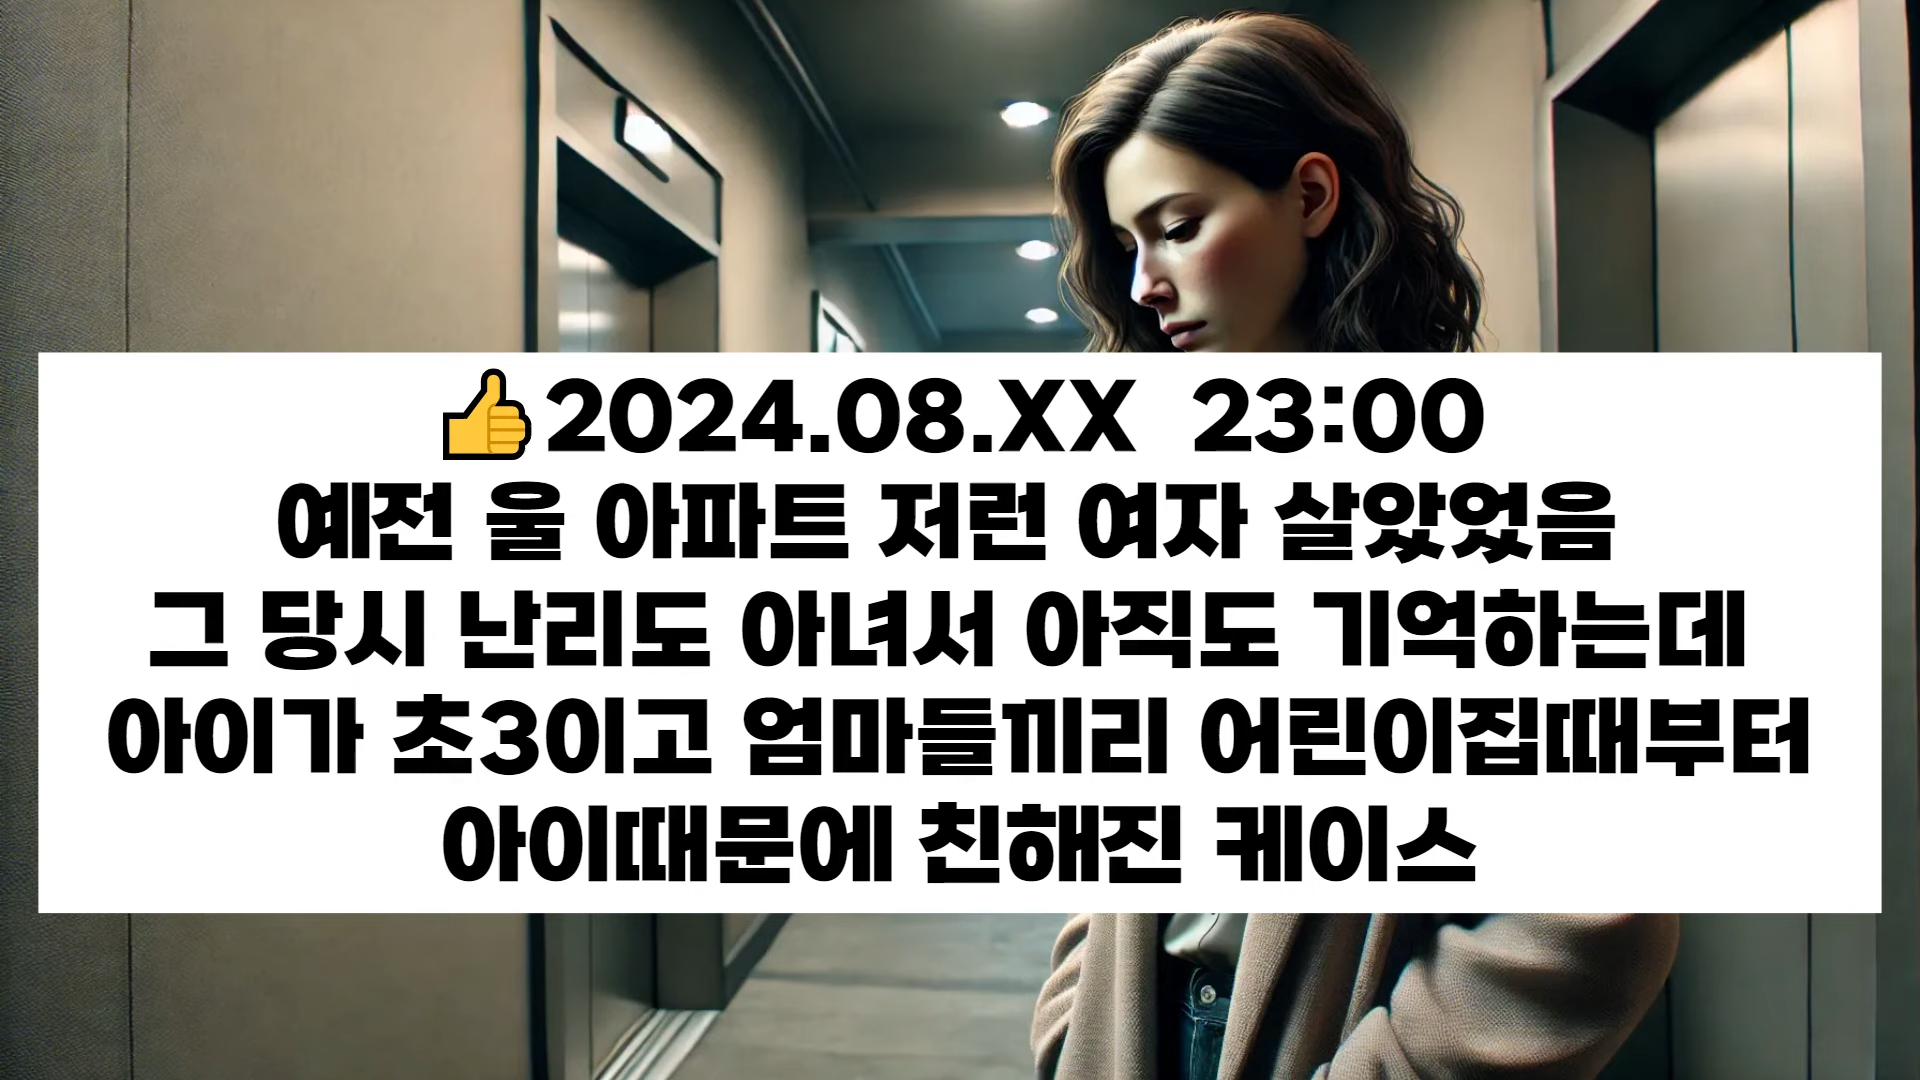 👍2024.08.XX 23:00
예전 울 아파트 저런 여자 살았었음
그 당시 난리도 아녀서 아직도 기억하는데
아이가 초3이고 엄마들끼리 어린이집때부터
아이때문에 친해진 케이스